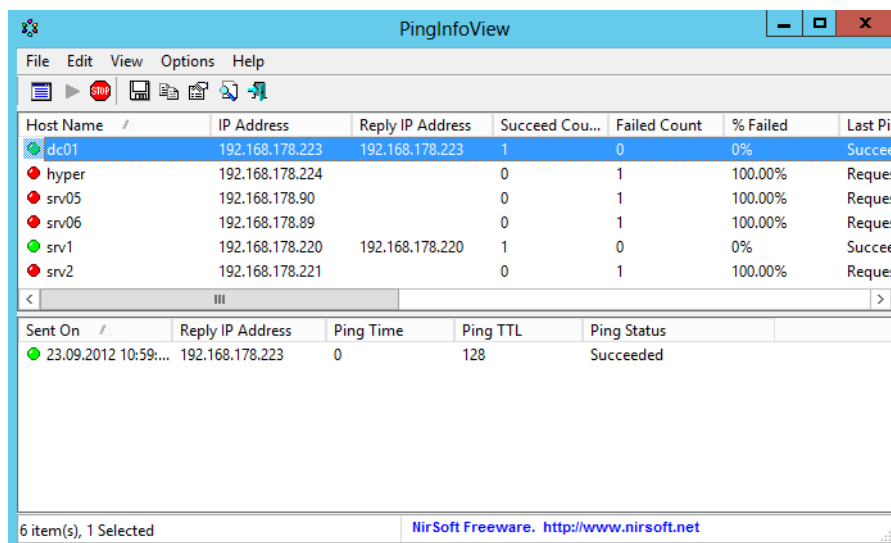 PingInfoView
File Edit View Options Help
STOP
Host Name / IP Address Reply IP Address Succeed Cou... Failed Count % Failed Last Pi
dc01 192.168.178.223 192.168.178.223 1 0 0% Succee
hyper 192.168.178.224 0 1 100.00% Reque
srv05 192.168.178.90 0 1 100.00% Reque
srv06 192.168.178.89 0 1 100.00% Reque
srv1 192.168.178.220 192.168.178.220 1 0 0% Succee
srv2 192.168.178.221 0 1 100.00% Reque
Sent On / Reply IP Address Ping Time Ping TTL Ping Status
23.09.2012 10:59:... 192.168.178.223 0 128 Succeeded
6 item(s), 1 Selected NirSoft Freeware. http://www.nirsoft.net